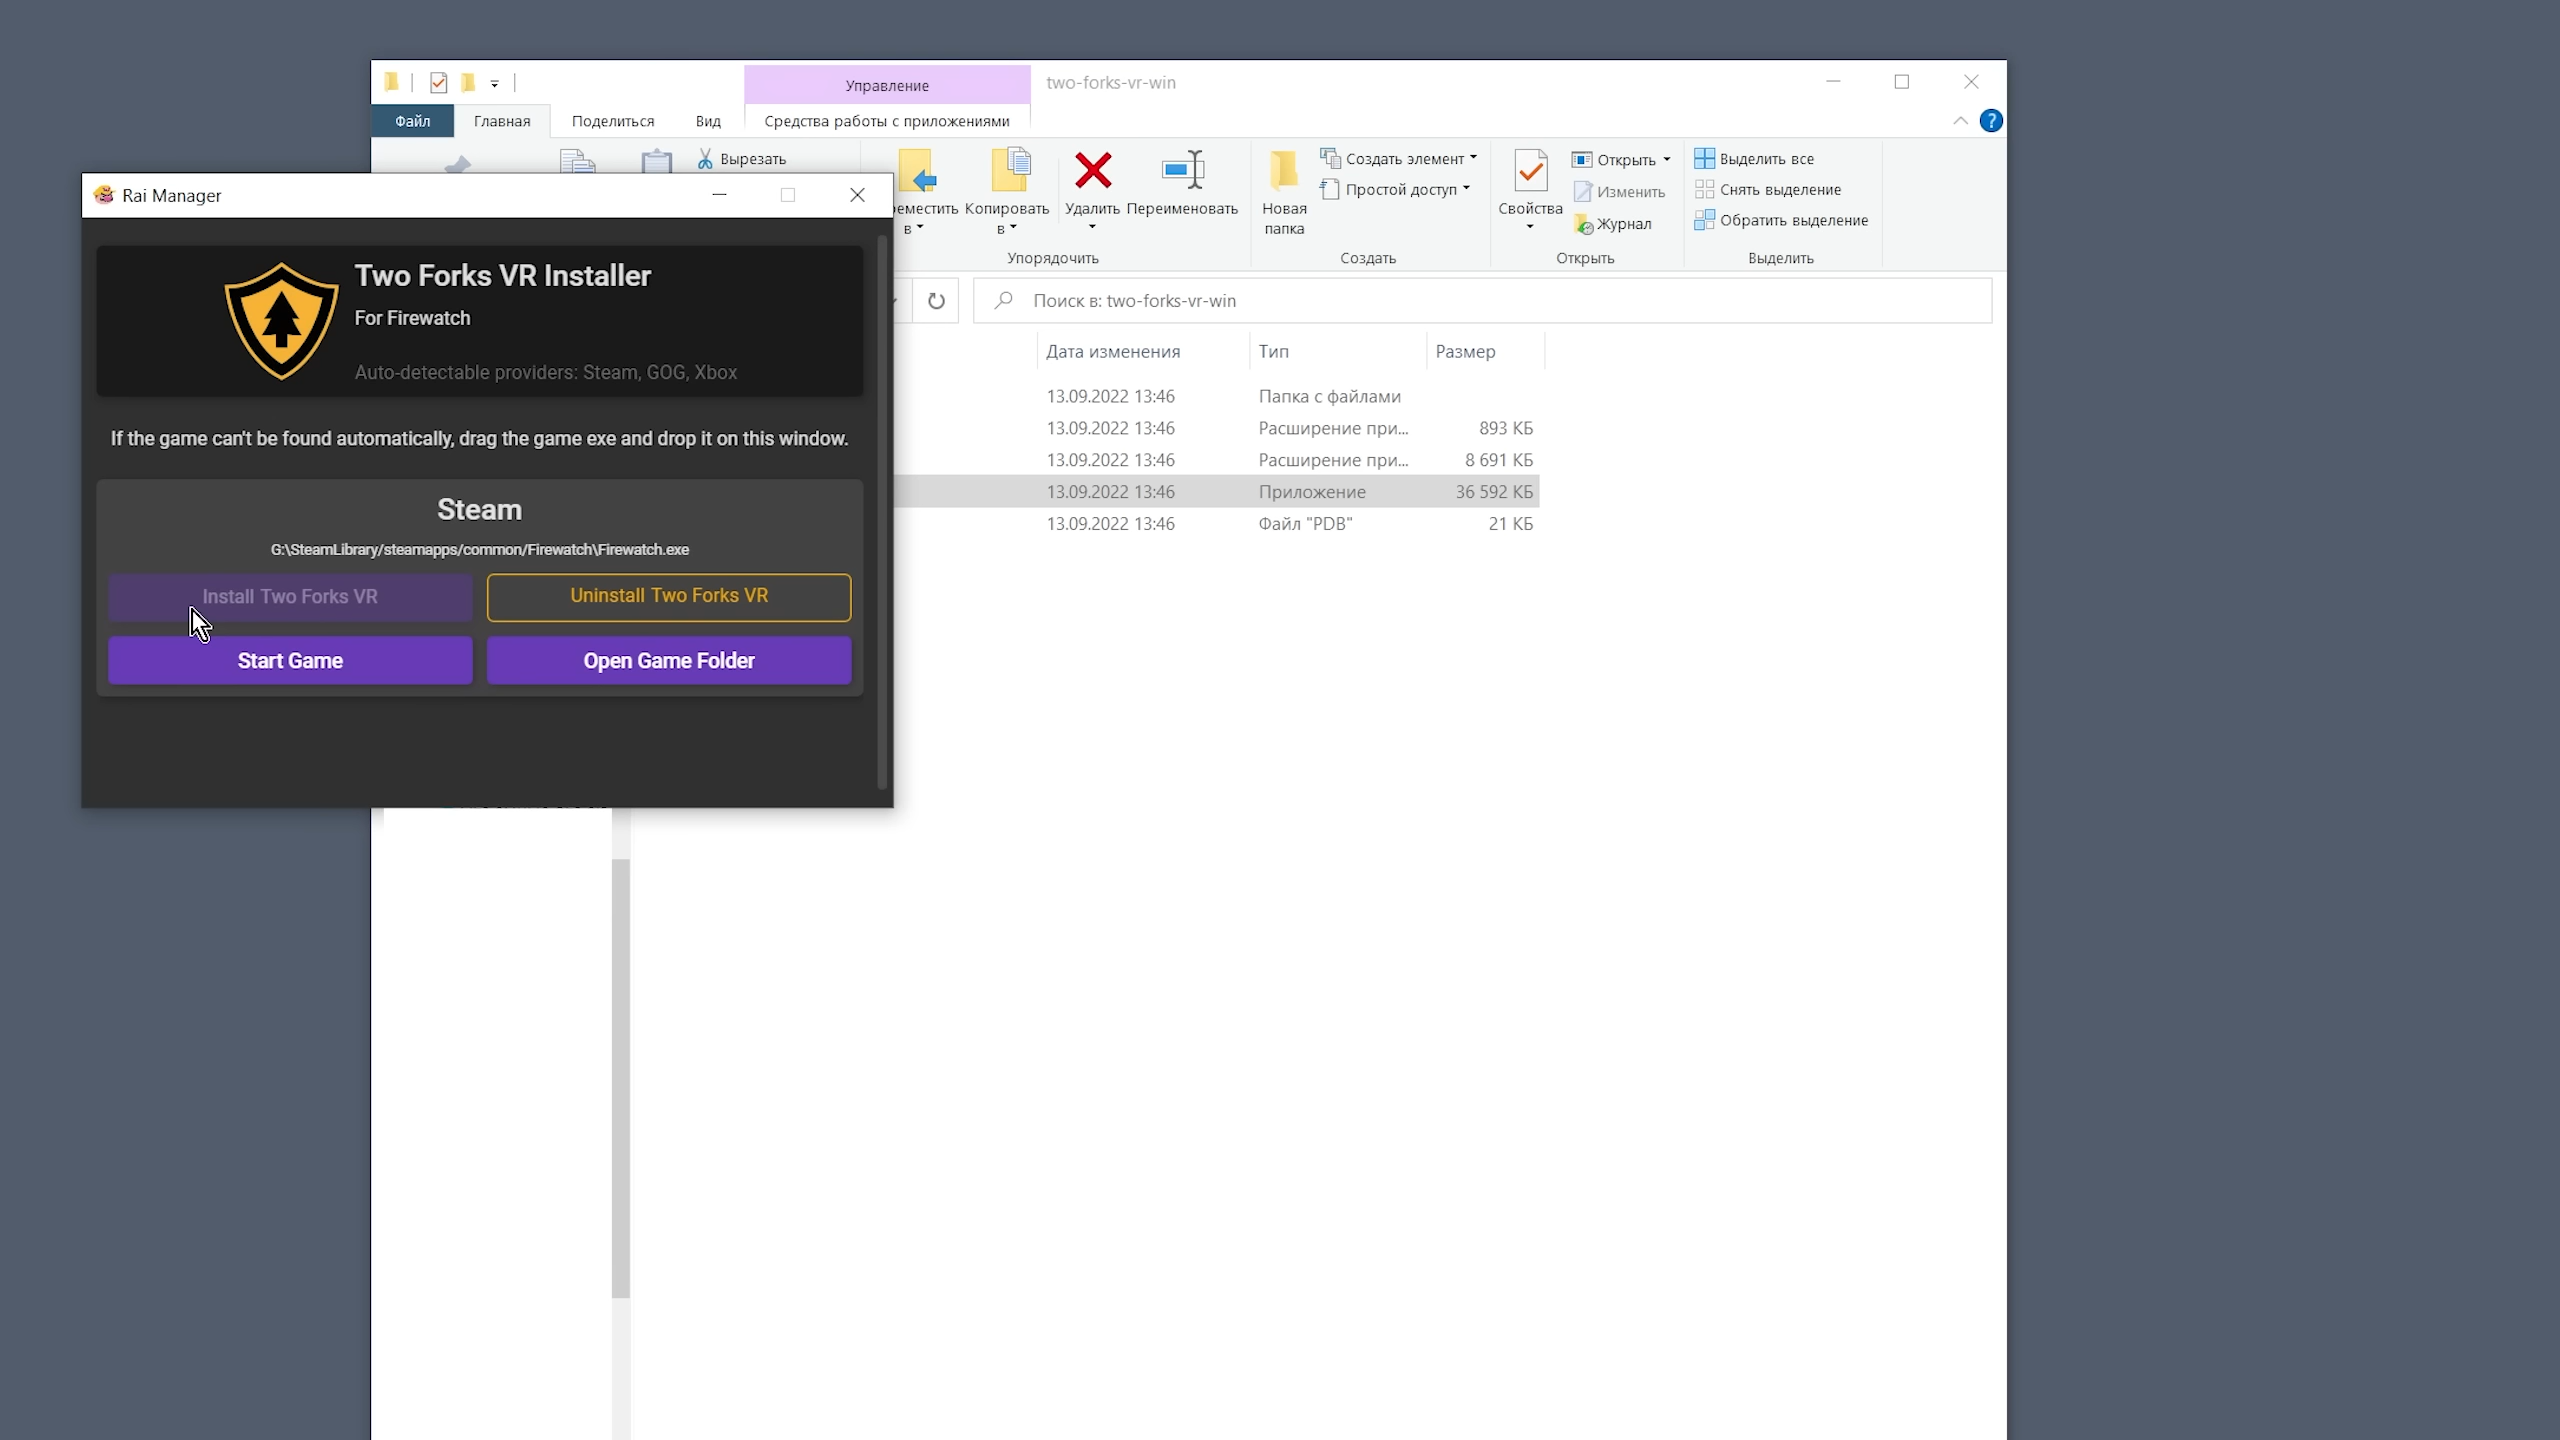 Управление
two-forks-vr-win
Файл
Главная
Поделиться
Вид
Средства работы с приложениями
Вырезать
еместить в
Копировать в
Удалить
Переименовать
Упорядочить
Новая папка
Создать элемент
Простой доступ
Создать
Свойства
Открыть
Изменить
Журнал
Открыть
Выделить все
Снять выделение
Обратить выделение
Выделить
Поиск в: two-forks-vr-win
Дата изменения Тип Размер
13.09.2022 13:46 Папка с файлами
13.09.2022 13:46 Расширение при... 893 КБ
13.09.2022 13:46 Расширение при... 8 691 КБ
13.09.2022 13:46 Приложение 36 592 КБ
13.09.2022 13:46 Файл "PDB" 21 КБ
Rai Manager
Two Forks VR Installer
For Firewatch
Auto-detectable providers: Steam, GOG, Xbox
If the game can't be found automatically, drag the game exe and drop it on this window.
Steam
G:\SteamLibrary/steamapps/common/Firewatch\Firewatch.exe
Install Two Forks VR
Uninstall Two Forks VR
Start Game
Open Game Folder